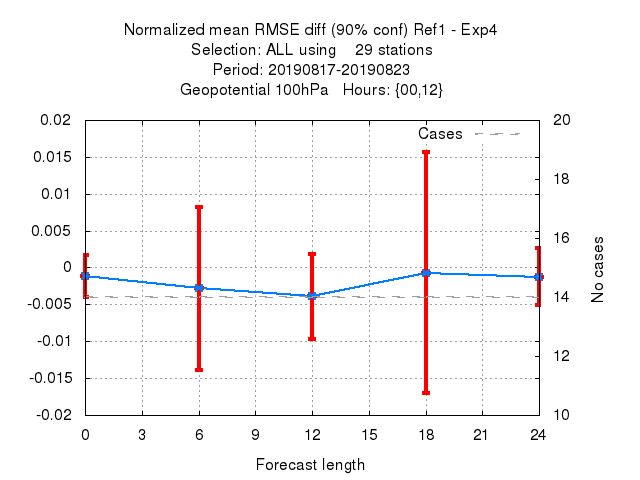 Normalized mean RMSE diff (90% conf) Ref1 - Exp4
Selection: ALL using    29 stations
Period: 20190817-20190823
Geopotential 100hPa   Hours: {00,12}
Cases
0.02
0.015
0.01
0.005
0
-0.005
-0.01
-0.015
-0.02
20
18
16
14
12
10
No cases
0 3 6 9 12 15 18 21 24
Forecast length